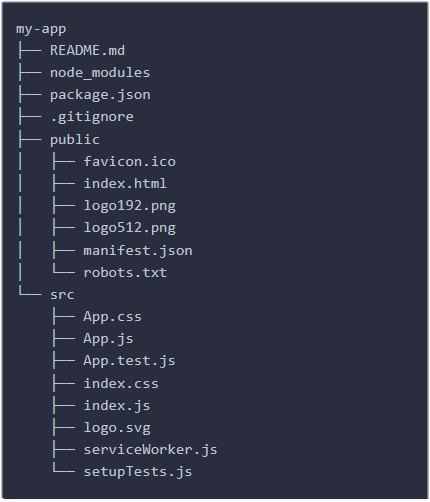 my-app
├── README.md
├── node_modules
├── package.json
├── .gitignore
├── public
│   ├── favicon.ico
│   ├── index.html
│   ├── logo192.png
│   ├── logo512.png
│   ├── manifest.json
│   └── robots.txt
└── src
    ├── App.css
    ├── App.js
    ├── App.test.js
    ├── index.css
    ├── index.js
    ├── logo.svg
    ├── serviceWorker.js
    └── setupTests.js